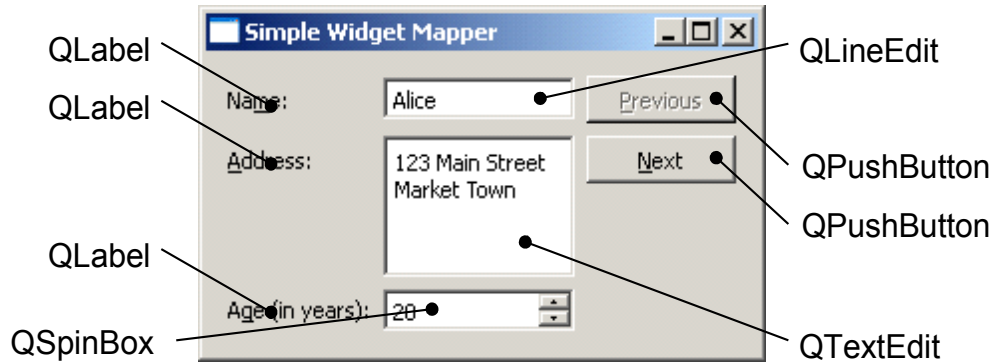 Simple Widget Mapper
QLabel
QLineEdit
Name:
Alice
Previous
QLabel
Address:
123 Main Street
Market Town
Next
QPushButton
QPushButton
QLabel
Age (in years):
20
QSpinBox
QTextEdit